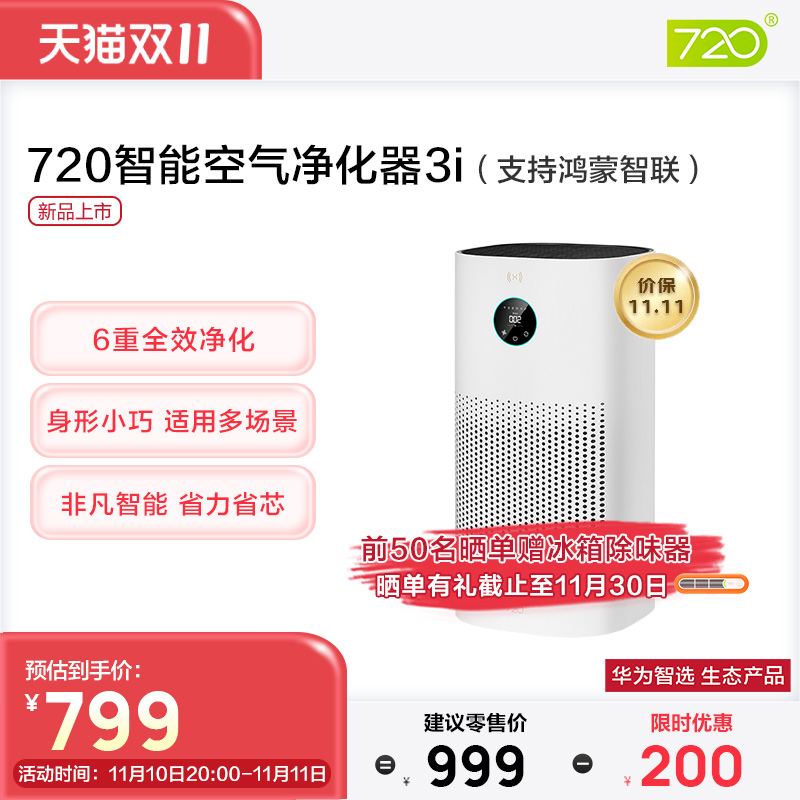 天猫双11
720®
720智能空气净化器3i（支持鸿蒙智联）
新品上市
价保
11.11
002
6重全效净化
身形小巧 适用多场景
非凡智能 省力省芯
前50名晒单赠冰箱除味器
晒单有礼截止至11月30日
720
华为智选 生态产品
预估到手价：
¥799
活动时间：11月10日20:00-11月11日
建议零售价
=
¥999
−
限时优惠
¥200